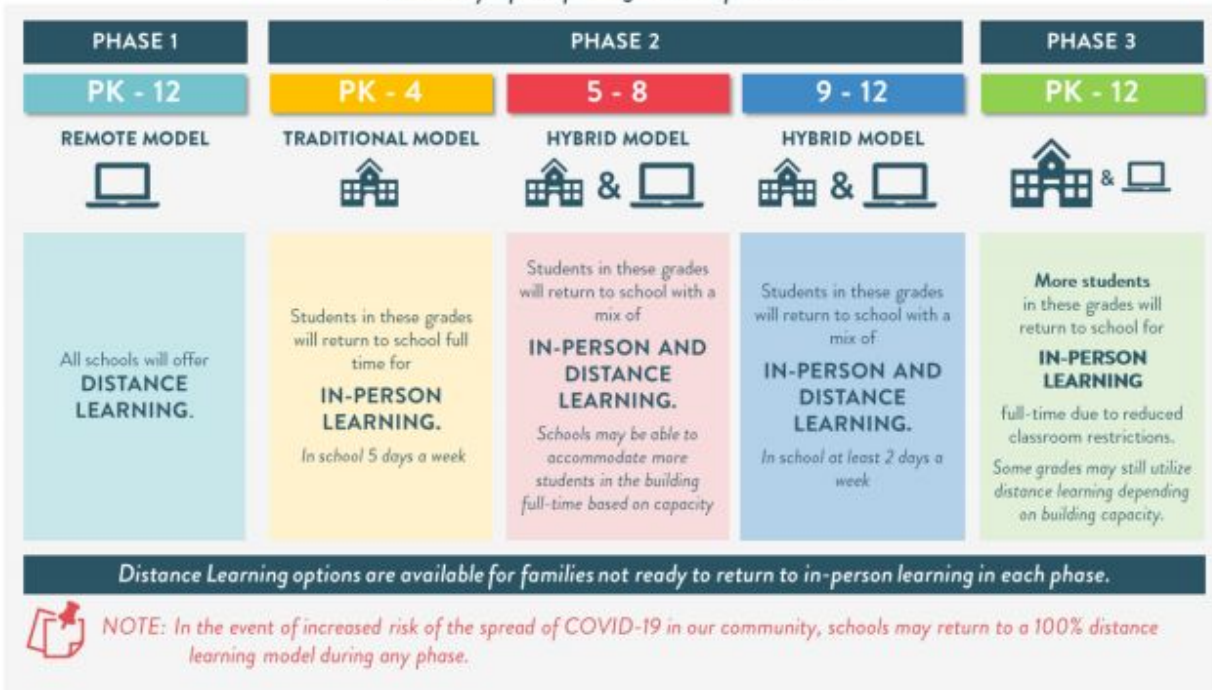 PHASE 1
PHASE 2
PHASE 3
PK - 12
PK - 4
5 - 8
9 - 12
PK - 12
REMOTE MODEL
TRADITIONAL MODEL
HYBRID MODEL
HYBRID MODEL
&
&
&
All schools will offer
DISTANCE
LEARNING.
Students in these grades
will return to school full
time for
IN-PERSON
LEARNING.
In school 5 days a week
Students in these grades
will return to school with a
mix of
IN-PERSON AND
DISTANCE
LEARNING.
Schools may be able to
accommodate more
students in the building
full-time based on capacity
Students in these grades
will return to school with a
mix of
IN-PERSON AND
DISTANCE
LEARNING.
In school at least 2 days a
week
More students
in these grades will
return to school for
IN-PERSON
LEARNING
full-time due to reduced
classroom restrictions.
Some grades may still utilize
distance learning depending
on building capacity.
Distance Learning options are available for families not ready to return to in-person learning in each phase.
NOTE: In the event of increased risk of the spread of COVID-19 in our community, schools may return to a 100% distance
learning model during any phase.